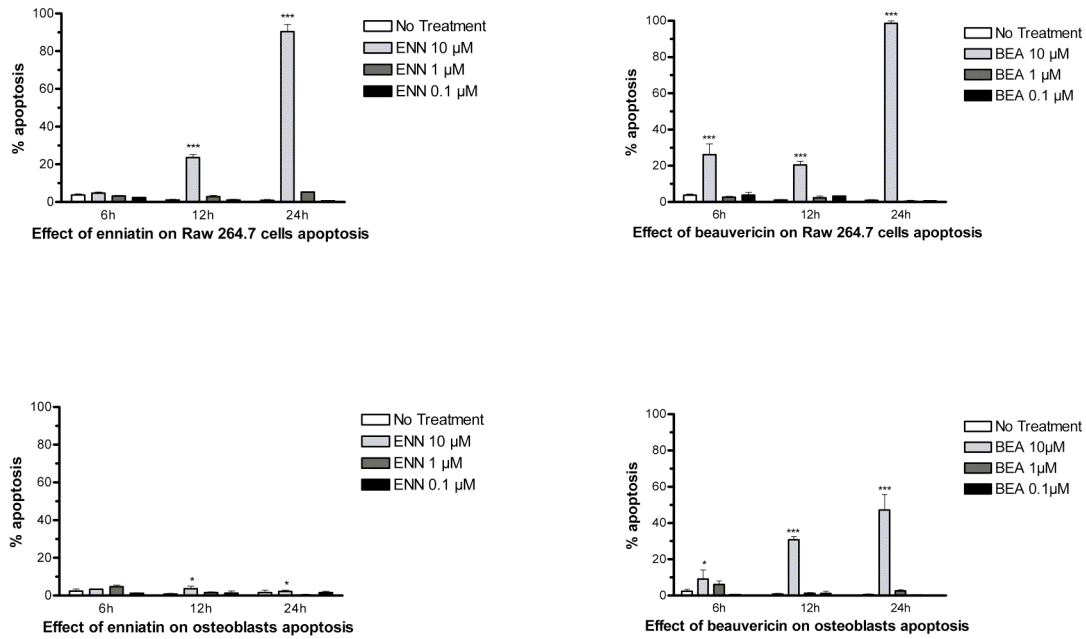 100
80
60
40
20
0
% apoptosis
***
***
6h 12h 24h
Effect of enniatin on Raw 264.7 cells apoptosis
No Treatment
ENN 10 µM
ENN 1 µM
ENN 0.1 µM
100
80
60
40
20
0
% apoptosis
***
***
***
6h 12h 24h
Effect of beauvericin on Raw 264.7 cells apoptosis
No Treatment
BEA 10 µM
BEA 1 µM
BEA 0.1 µM
100
80
60
40
20
0
% apoptosis
*
*
6h 12h 24h
Effect of enniatin on osteoblasts apoptosis
No Treatment
ENN 10 µM
ENN 1 µM
ENN 0.1 µM
100
80
60
40
20
0
% apoptosis
*
***
***
6h 12h 24h
Effect of beauvericin on osteoblasts apoptosis
No Treatment
BEA 10µM
BEA 1µM
BEA 0.1µM